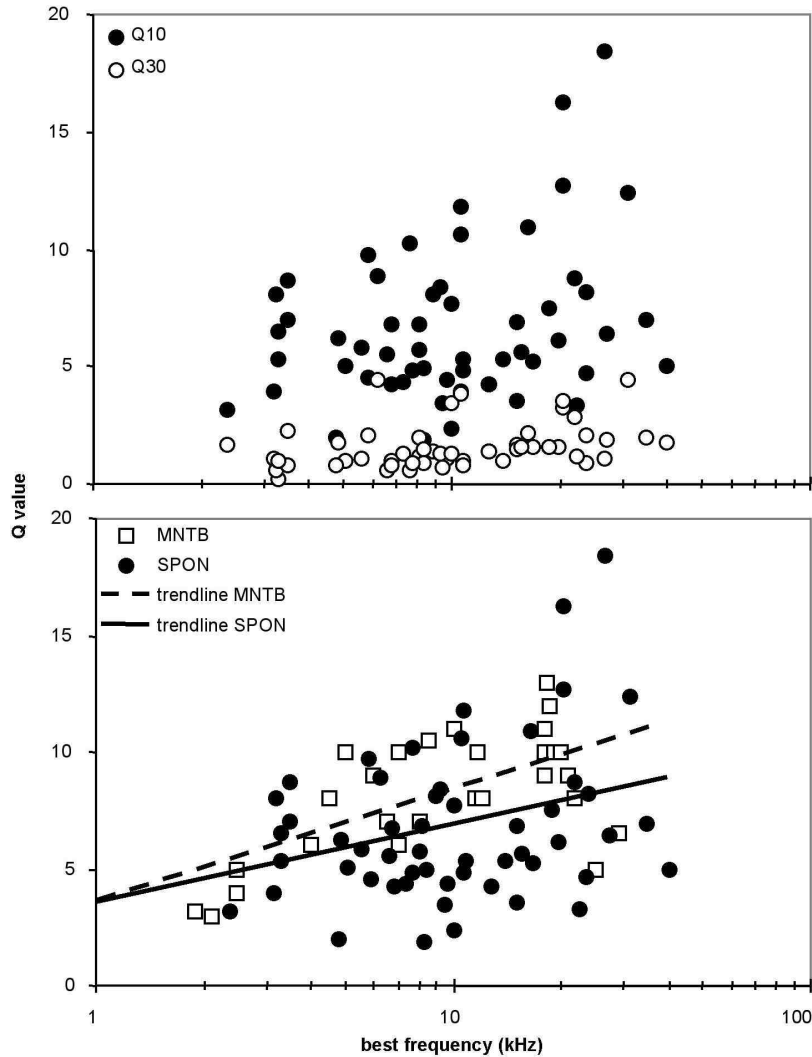 20
Q10
Q30
15
10
5
0
Q value
20
MNTB
SPON
trendline MNTB
trendline SPON
15
10
5
0
1
10
100
best frequency (kHz)